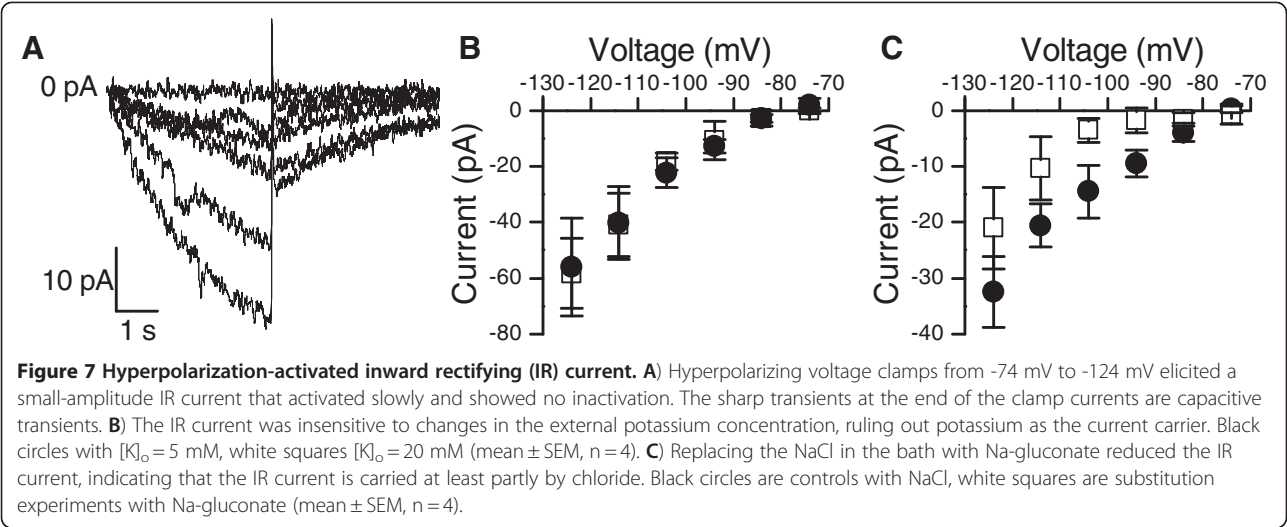 A
0 pA
10 pA
1 s
B
Voltage (mV)
-130 -120 -110 -100 -90 -80 -70
0
-20
-40
-60
-80
Current (pA)
C
Voltage (mV)
-130 -120 -110 -100 -90 -80 -70
0
-10
-20
-30
-40
Current (pA)
Figure 7 Hyperpolarization-activated inward rectifying (IR) current. A) Hyperpolarizing voltage clamps from -74 mV to -124 mV elicited a
small-amplitude IR current that activated slowly and showed no inactivation. The sharp transients at the end of the clamp currents are capacitive
transients. B) The IR current was insensitive to changes in the external potassium concentration, ruling out potassium as the current carrier. Black
circles with [K]o = 5 mM, white squares [K]o = 20 mM (mean ± SEM, n = 4). C) Replacing the NaCl in the bath with Na-gluconate reduced the IR
current, indicating that the IR current is carried at least partly by chloride. Black circles are controls with NaCl, white squares are substitution
experiments with Na-gluconate (mean ± SEM, n = 4).